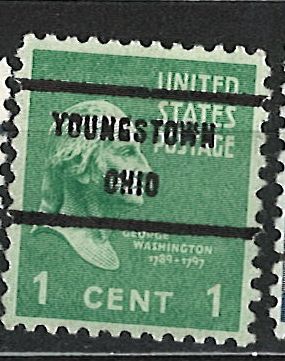 UNITED
STATES
POSTAGE
YOUNGSTOWN
OHIO
GEORGE
WASHINGTON
1789-1797
1 CENT 1